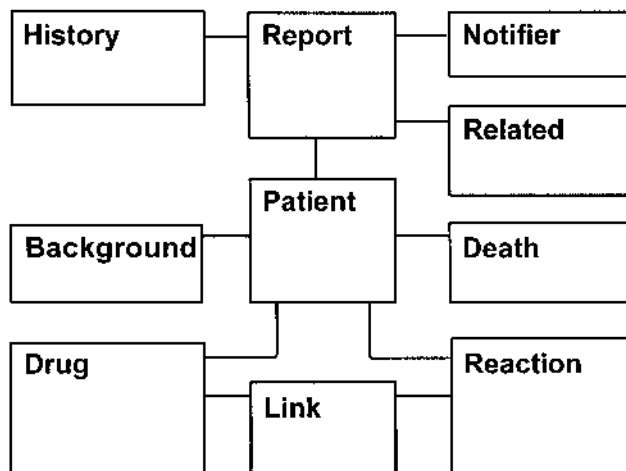 History
Report
Notifier
Related
Patient
Background
Death
Drug
Link
Reaction